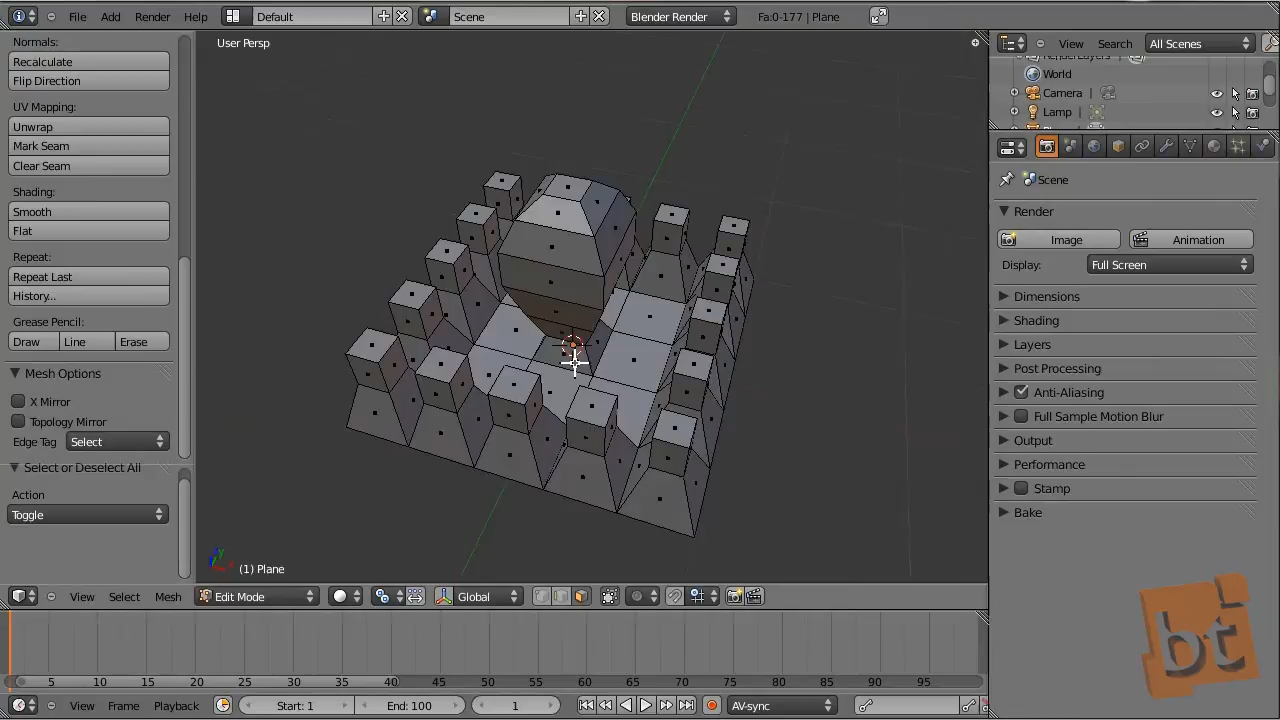 File Add Render Help Default Scene Blender Render Fa:0-177 | Plane
Normals:
Recalculate
Flip Direction
UV Mapping:
Unwrap
Mark Seam
Clear Seam
Shading:
Smooth
Flat
Repeat:
Repeat Last
History...
Grease Pencil:
Draw Line Erase
Mesh Options
X Mirror
Topology Mirror
Edge Tag Select
Select or Deselect All
Action
Toggle
User Persp
(1) Plane
View Select Mesh Edit Mode Global
5 10 15 20 25 30 35 40 45 50 55 60 65 70 75 80 85 90 95
View Frame Playback Start: 1 End: 100 1 AV-sync
View Search All Scenes
RenderLayers
World
Camera |
Lamp |
Scene
Render
Image Animation
Display: Full Screen
Dimensions
Shading
Layers
Post Processing
Anti-Aliasing
Full Sample Motion Blur
Output
Performance
Stamp
Bake
bt